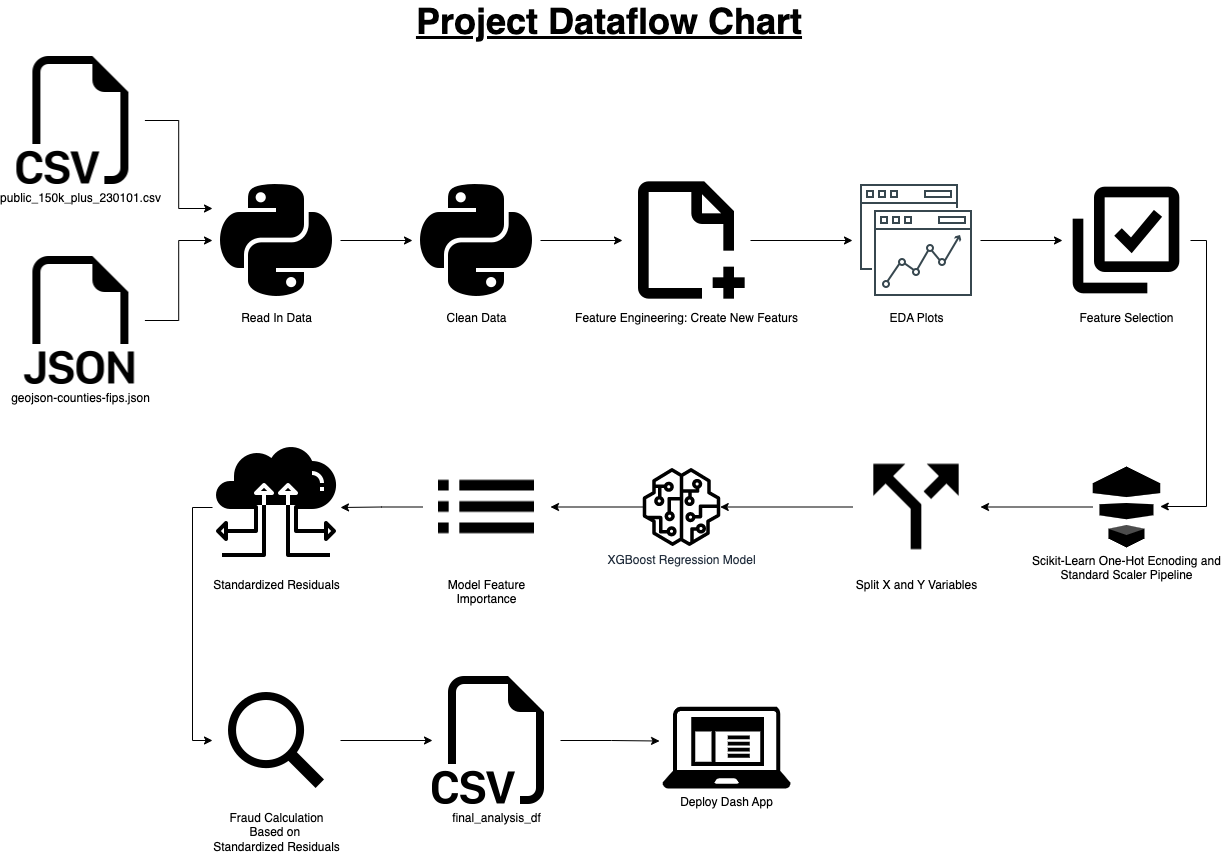 Project Dataflow Chart
CSV
public_150k_plus_230101.csv
JSON
geojson-counties-fips.json
Read In Data
Clean Data
Feature Engineering: Create New Featurs
EDA Plots
Feature Selection
Scikit-Learn One-Hot Ecnoding and
Standard Scaler Pipeline
Split X and Y Variables
XGBoost Regression Model
Model Feature
Importance
Standardized Residuals
Fraud Calculation
Based on
Standardized Residuals
CSV
final_analysis_df
Deploy Dash App